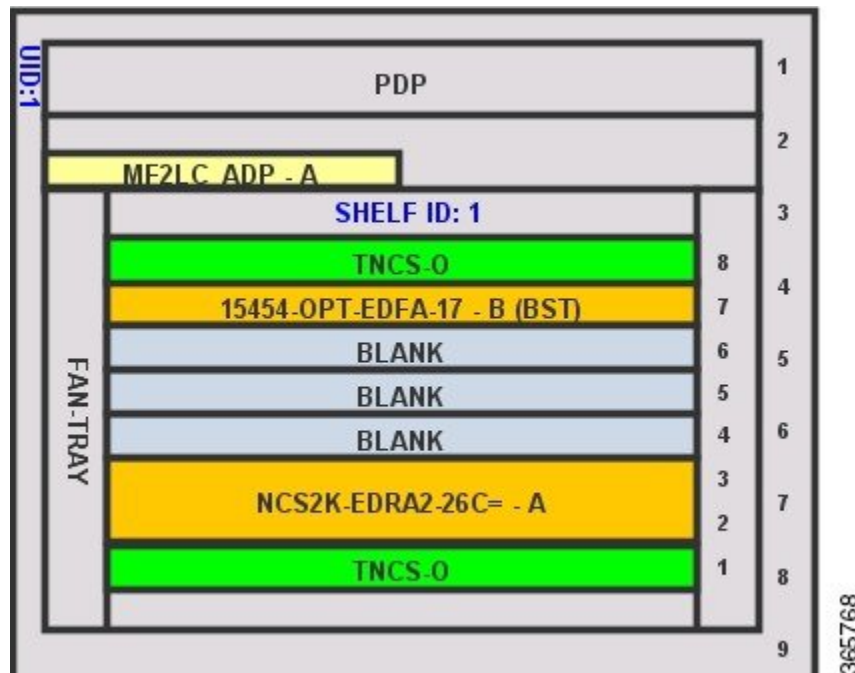 UID:1
PDP
1
2
MF2LC_ADP - A
SHELF ID: 1
3
TNCS-O
8
4
15454-OPT-EDFA-17 - B (BST)
7
BLANK
6
5
FAN-TRAY
BLANK
5
BLANK
4
6
NCS2K-EDRA2-26C= - A
3
2
7
TNCS-O
1
8
9
365768